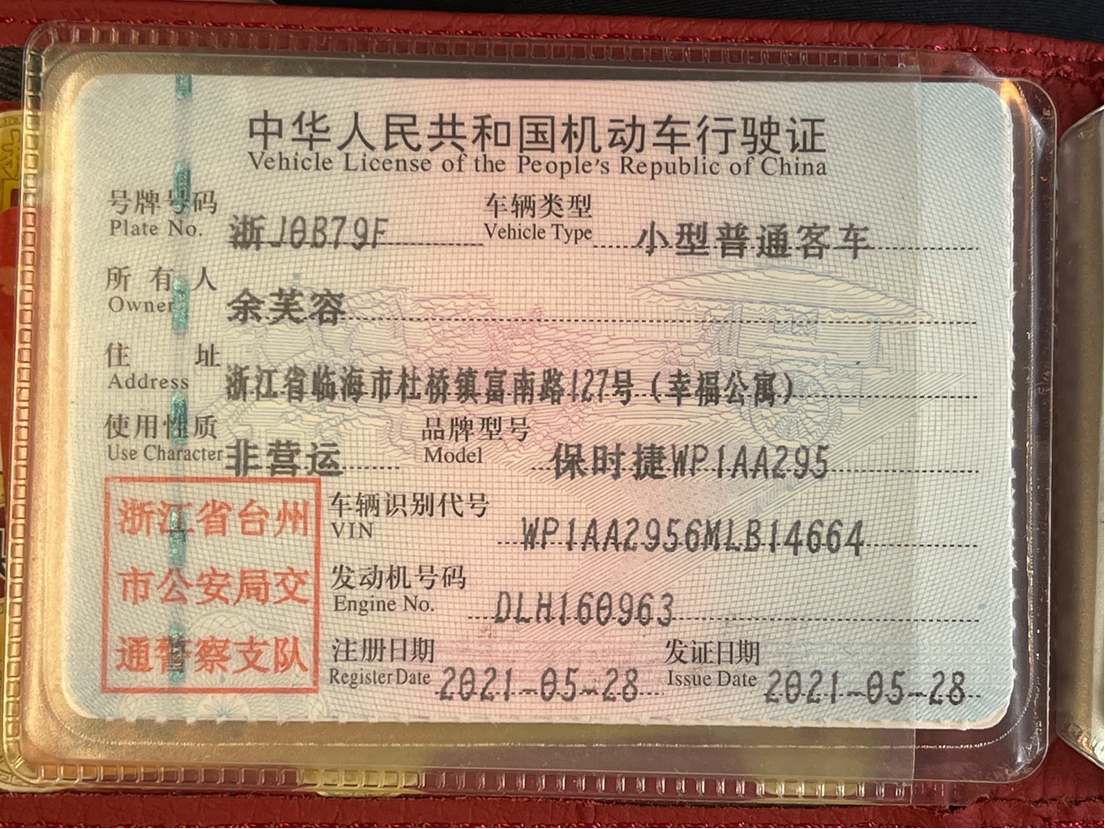 中华人民共和国机动车行驶证
Vehicle License of the People's Republic of China
号牌号码 浙J0B79F 车辆类型 小型普通客车
Plate No. Vehicle Type
所有人 余芙容
Owner
住址 浙江省临海市杜桥镇富南路127号（幸福公寓）
Address
使用性质 非营运 品牌型号 保时捷WP1AA295
Use Character Model
浙江省台州
市公安局交
通警察支队
车辆识别代号 WP1AA2956MLB14664
VIN
发动机号码 DLH160963
Engine No.
注册日期 2021-05-28 发证日期 2021-05-28
Register Date Issue Date